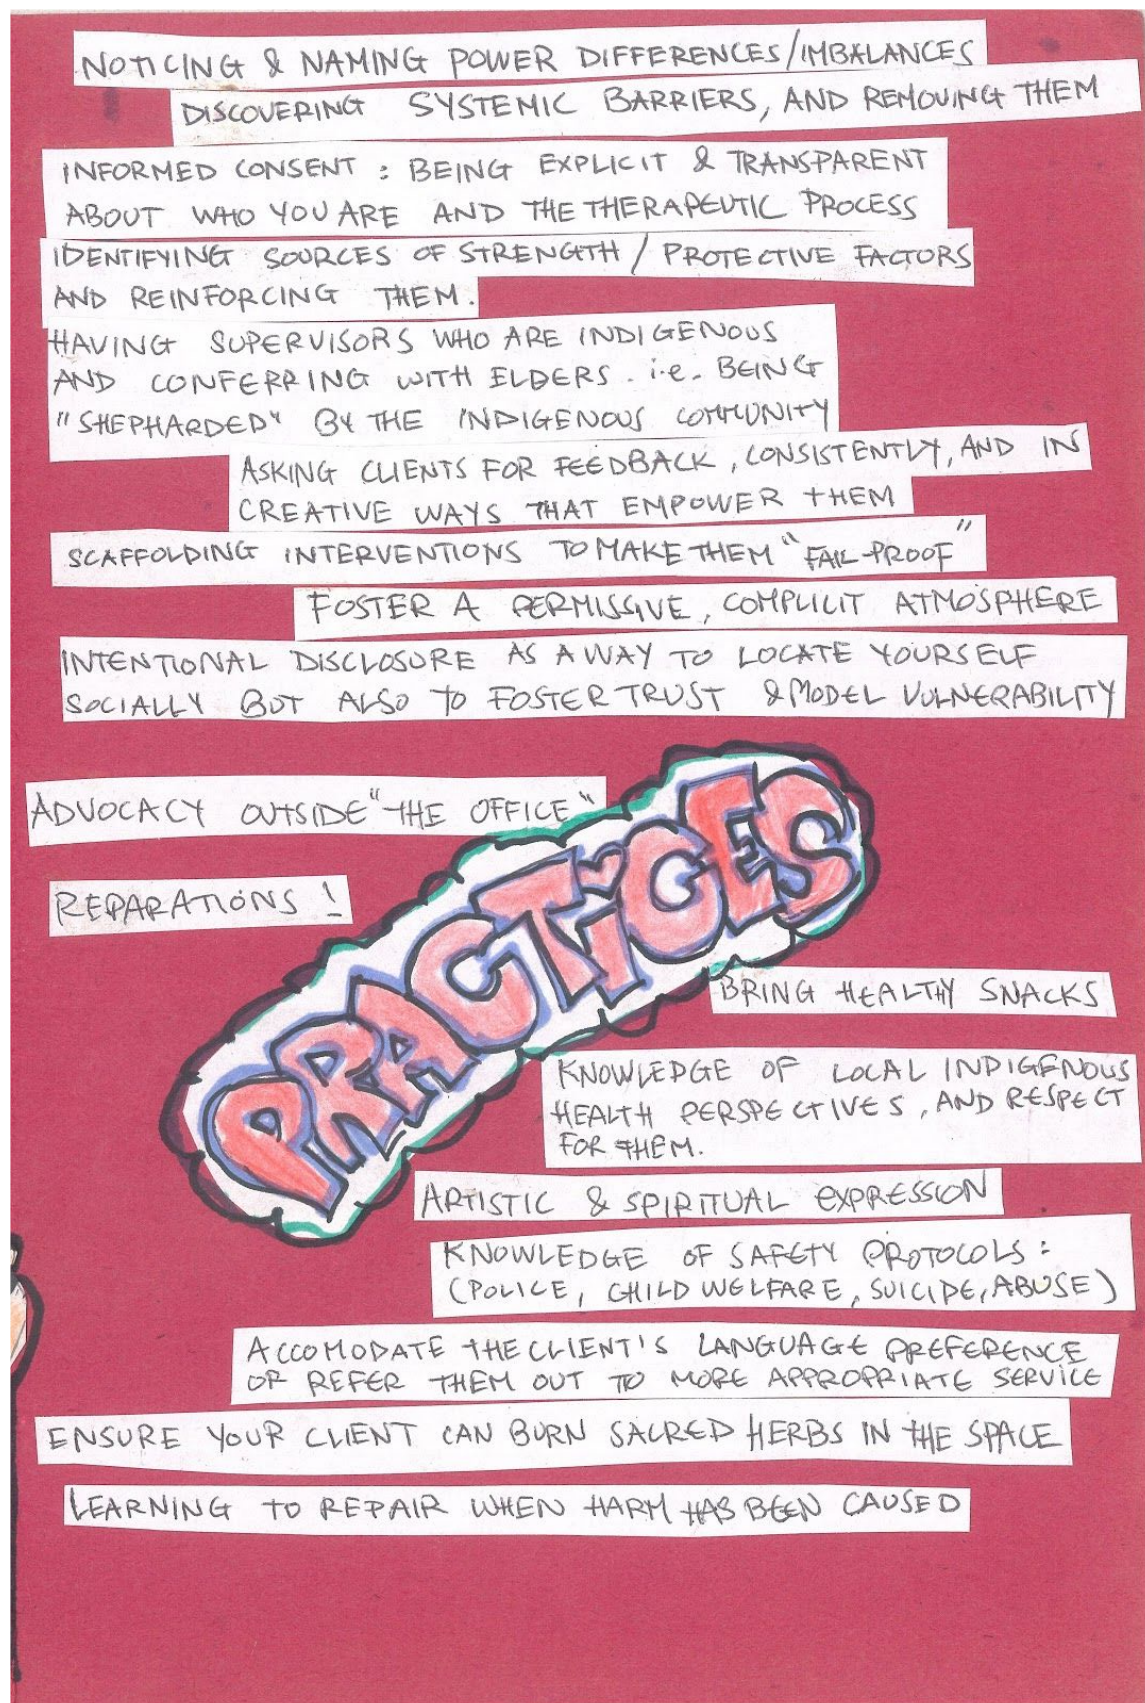 NOTICING & NAMING POWER DIFFERENCES/IMBALANCES
DISCOVERING SYSTEMIC BARRIERS, AND REMOVING THEM
INFORMED CONSENT : BEING EXPLICIT & TRANSPARENT
ABOUT WHO YOU ARE AND THE THERAPEUTIC PROCESS
IDENTIFYING SOURCES OF STRENGTH / PROTECTIVE FACTORS
AND REINFORCING THEM.
HAVING SUPERVISORS WHO ARE INDIGENOUS
AND CONFERRING WITH ELDERS. i.e. BEING
"SHEPHARDED" BY THE INDIGENOUS COMMUNITY
ASKING CLIENTS FOR FEEDBACK, CONSISTENTLY, AND IN
CREATIVE WAYS THAT EMPOWER THEM
SCAFFOLDING INTERVENTIONS TO MAKE THEM "FAIL-PROOF"
FOSTER A PERMISSIVE, COMPLICIT ATMOSPHERE
INTENTIONAL DISCLOSURE AS A WAY TO LOCATE YOURSELF
SOCIALLY BUT ALSO TO FOSTER TRUST & MODEL VULNERABILITY
ADVOCACY OUTSIDE "THE OFFICE"
REPARATIONS !
PRACTiCES
BRING HEALTHY SNACKS
KNOWLEDGE OF LOCAL INDIGENOUS
HEALTH PERSPECTIVES, AND RESPECT
FOR THEM.
ARTISTIC & SPIRITUAL EXPRESSION
KNOWLEDGE OF SAFETY PROTOCOLS :
(POLICE, CHILD WELFARE, SUICIDE, ABUSE)
ACCOMODATE THE CLIENT'S LANGUAGE PREFERENCE
OR REFER THEM OUT TO MORE APPROPRIATE SERVICE
ENSURE YOUR CLIENT CAN BURN SACRED HERBS IN THE SPACE
LEARNING TO REPAIR WHEN HARM HAS BEEN CAUSED